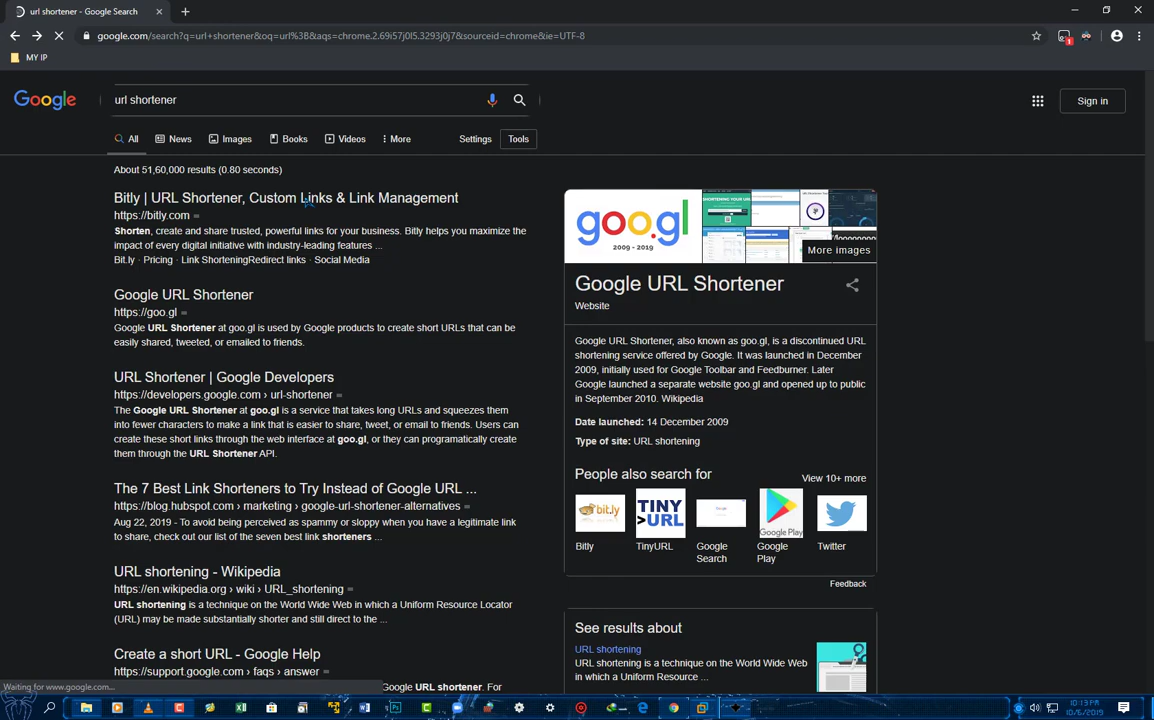 url shortener - Google Search
google.com/search?q=url+shortener&oq=url%3B&aqs=chrome.2.69i57j0l5.3293j0j7&sourceid=chrome&ie=UTF-8
1
MY IP
Google
url shortener
Sign in
All
News
Images
Books
Videos
More
Settings
Tools
About 51,60,000 results (0.80 seconds)
Bitly | URL Shortener, Custom Links & Link Management
https://bitly.com
Shorten, create and share trusted, powerful links for your business. Bitly helps you maximize the
impact of every digital initiative with industry-leading features ...
Bit.ly · Pricing · Link ShorteningRedirect links · Social Media
Google URL Shortener
https://goo.gl
Google URL Shortener at goo.gl is used by Google products to create short URLs that can be
easily shared, tweeted, or emailed to friends.
URL Shortener | Google Developers
https://developers.google.com › url-shortener
The Google URL Shortener at goo.gl is a service that takes long URLs and squeezes them
into fewer characters to make a link that is easier to share, tweet, or email to friends. Users can
create these short links through the web interface at goo.gl, or they can programatically create
them through the URL Shortener API.
The 7 Best Link Shorteners to Try Instead of Google URL ...
https://blog.hubspot.com › marketing › google-url-shortener-alternatives
Aug 22, 2019 - To avoid being perceived as spammy or sloppy when you have a legitimate link
to share, check out our list of the seven best link shorteners ...
URL shortening - Wikipedia
https://en.wikipedia.org › wiki › URL_shortening
URL shortening is a technique on the World Wide Web in which a Uniform Resource Locator
(URL) may be made substantially shorter and still direct to the ...
Create a short URL - Google Help
https://support.google.com › faqs › answer
Google URL shortener. For
goo.gl
2009 - 2019
More images
Google URL Shortener
Website
Google URL Shortener, also known as goo.gl, is a discontinued URL
shortening service offered by Google. It was launched in December
2009, initially used for Google Toolbar and Feedburner. Later
Google launched a separate website goo.gl and opened up to public
in September 2010. Wikipedia
Date launched: 14 December 2009
Type of site: URL shortening
People also search for
View 10+ more
bit.ly
TINY
>URL
Google Play
Bitly
TinyURL
Google
Search
Google
Play
Twitter
Feedback
See results about
URL shortening
URL shortening is a technique on the World Wide Web
in which a Uniform Resource ...
Waiting for www.google.com...
10:13 PM
10/6/2019